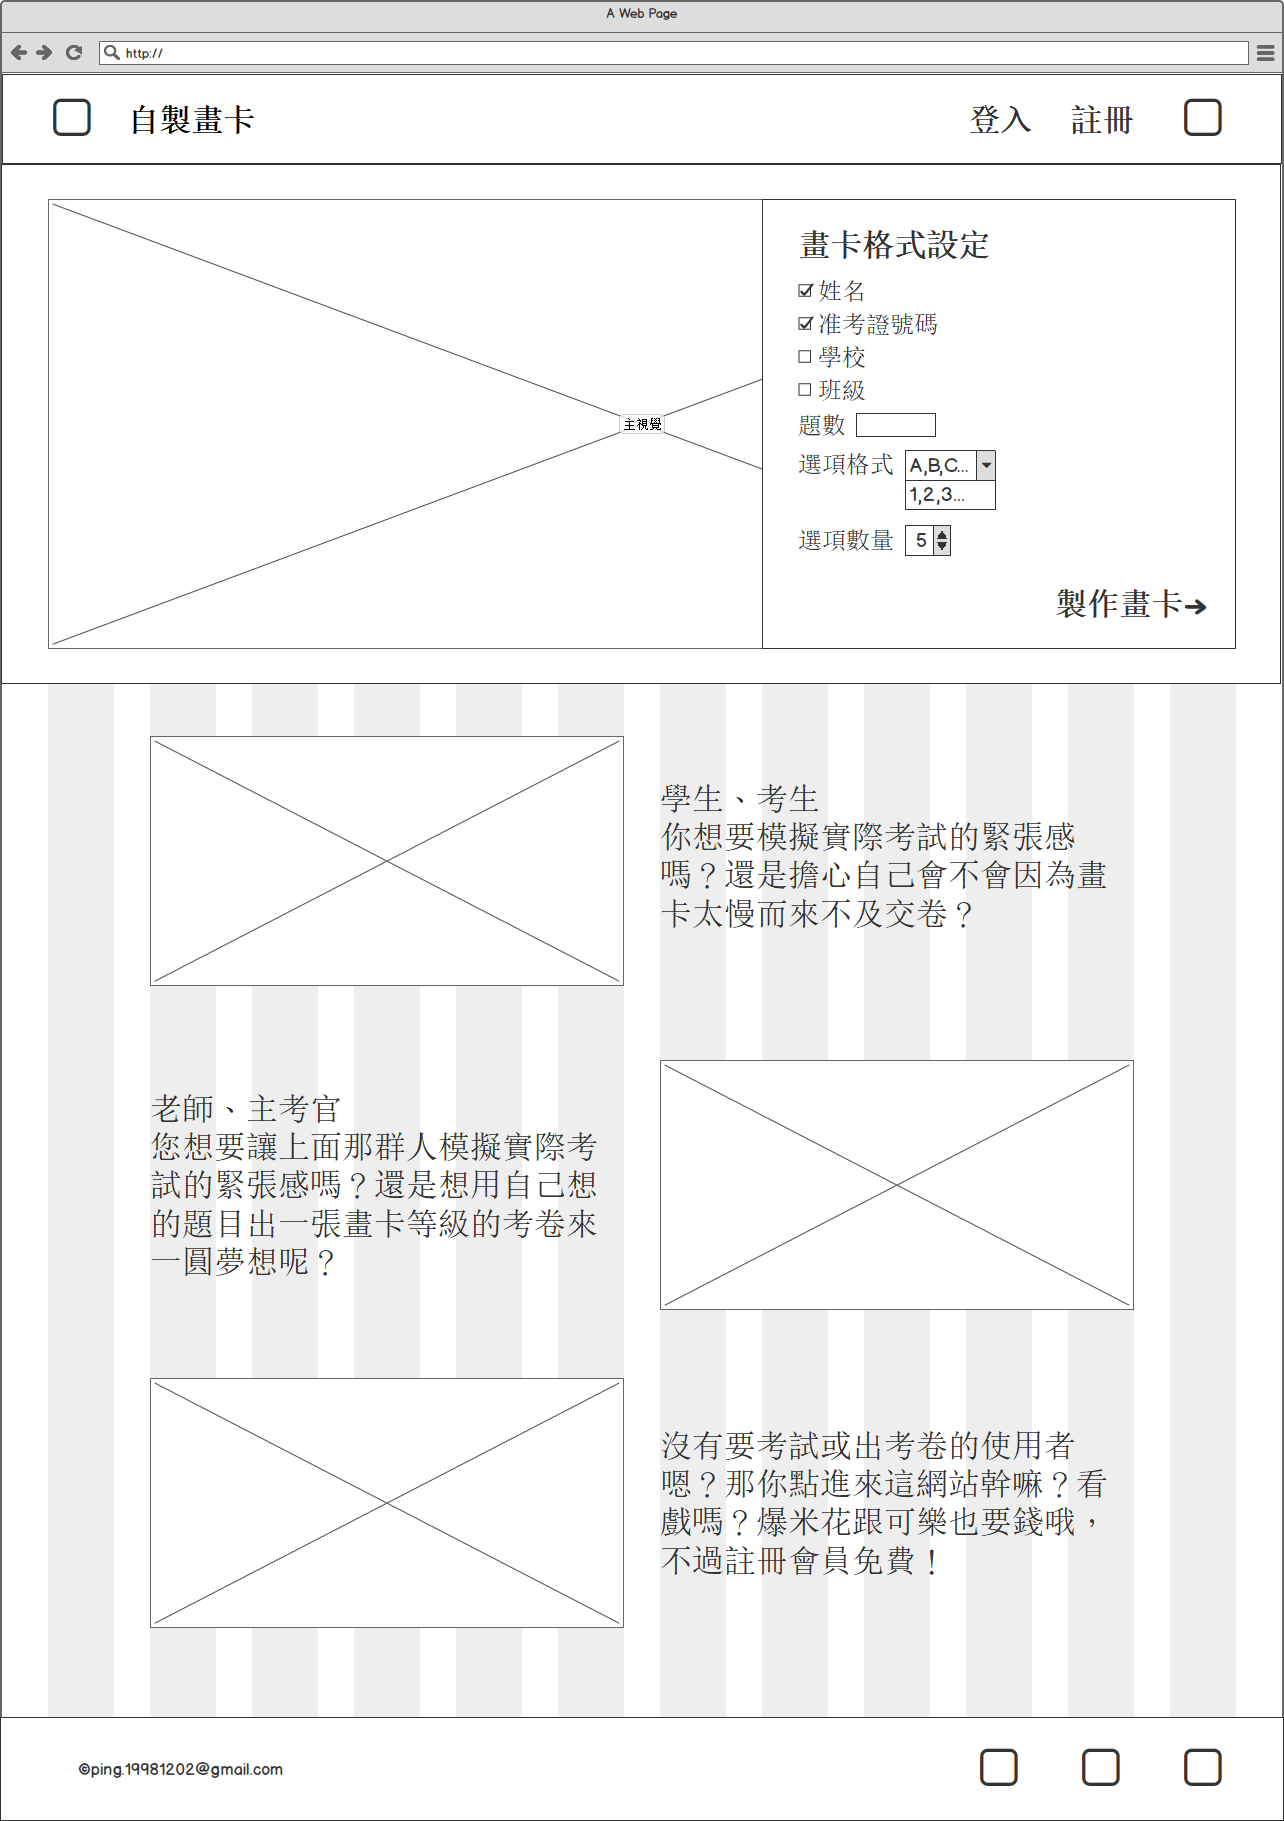 A Web Page
http://
自製畫卡
登入
註冊
畫卡格式設定
姓名
准考證號碼
學校
班級
主視覺
題數
選項格式 A,B,C...
1,2,3...
選項數量 5
製作畫卡
學生、考生
你想要模擬實際考試的緊張感
嗎？還是擔心自己會不會因為畫
卡太慢而來不及交卷？
老師、主考官
您想要讓上面那群人模擬實際考
試的緊張感嗎？還是想用自己想
的題目出一張畫卡等級的考卷來
一圓夢想呢？
沒有要考試或出考卷的使用者
嗯？那你點進來這網站幹嘛？看
戲嗎？爆米花跟可樂也要錢哦，
不過註冊會員免費！
©ping.19981202@gmail.com